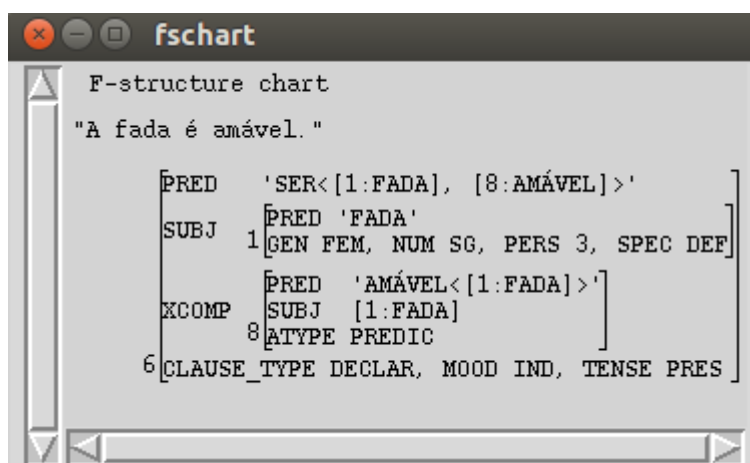 fschart
F-structure chart
"A fada é amável."
PRED 'SER<[1:FADA], [8:AMÁVEL]>'
PRED 'FADA'
SUBJ
1 GEN FEM, NUM SG, PERS 3, SPEC DEF
PRED 'AMÁVEL<[1:FADA]>'
XCOMP SUBJ [1:FADA]
8 ATYPE PREDIC
6 CLAUSE_TYPE DECLAR, MOOD IND, TENSE PRES